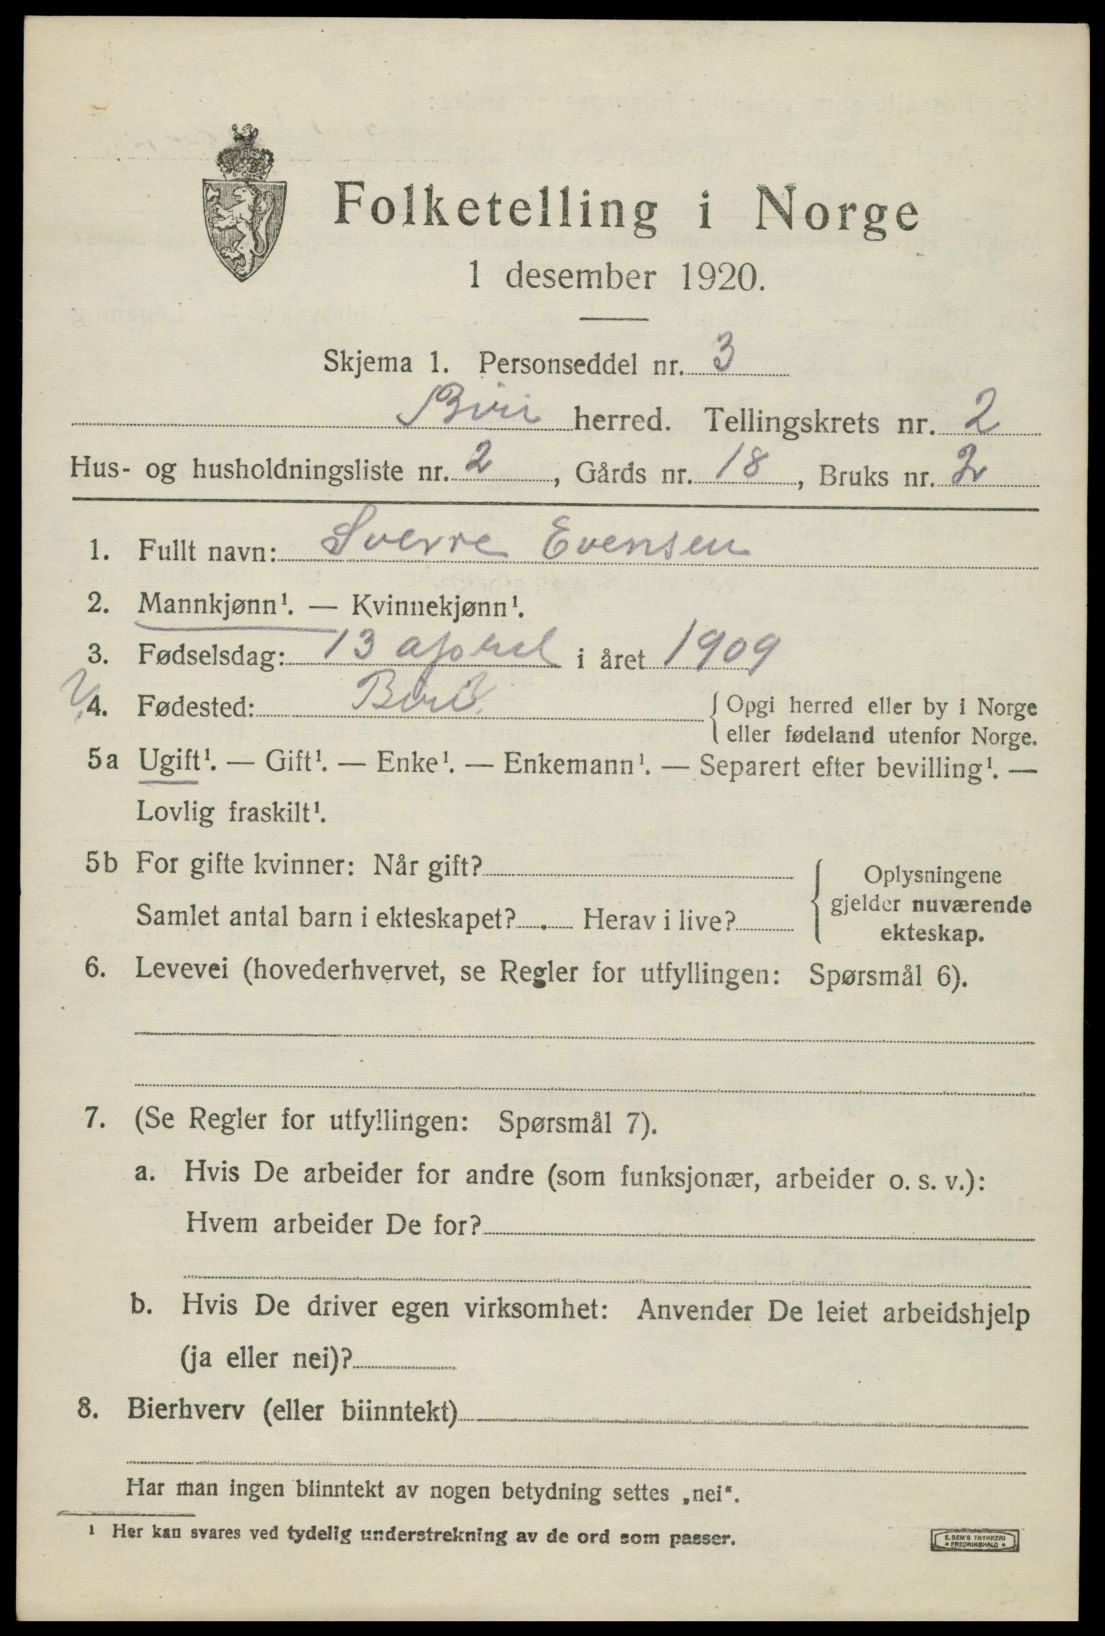 Folketelling i Norge
1 desember 1920.
Skjema 1. Personseddel nr. 3
Biri herred. Tellingskrets nr. 2
Hus- og husholdningsliste nr. 2, Gårds nr. 18, Bruks nr. 2
1. Fullt navn: Sverre Evensen
2. Mannkjønn¹. — Kvinnekjønn¹.
3. Fødselsdag: 13 april i året 1909
4. Fødested: Biri { Opgi herred eller by i Norge
eller fødeland utenfor Norge.
5a Ugift¹. — Gift¹. — Enke¹. — Enkemann¹. — Separert efter bevilling¹. —
Lovlig fraskilt¹.
5b For gifte kvinner: Når gift? { Oplysningene
gjelder nuværende
ekteskap.
Samlet antal barn i ekteskapet? Herav i live?
6. Levevei (hovederhvervet, se Regler for utfyllingen: Spørsmål 6).
7. (Se Regler for utfyllingen: Spørsmål 7).
a. Hvis De arbeider for andre (som funksjonær, arbeider o. s. v.):
Hvem arbeider De for?
b. Hvis De driver egen virksomhet: Anvender De leiet arbeidshjelp
(ja eller nei)?
8. Bierhverv (eller biinntekt)
Har man ingen biinntekt av nogen betydning settes „nei".
¹ Her kan svares ved tydelig understrekning av de ord som passer.
E. SEM'S TRYKKERI
• FREDRIKSHALD •